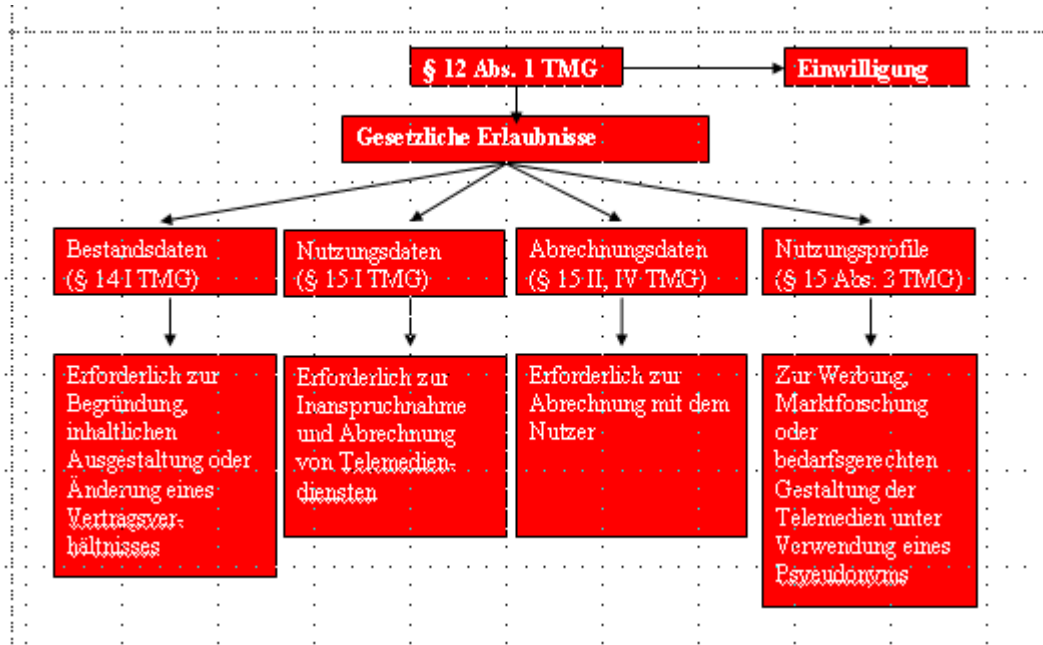 § 12 Abs. 1 TMG
Einwilligung
Gesetzliche Erlaubnisse
Bestandsdaten
(§ 14 I TMG)
Nutzungsdaten
(§ 15 I TMG)
Abrechnungsdaten
(§ 15 II, IV TMG)
Nutzungsprofile
(§ 15 Abs. 3 TMG)
Erforderlich zur
Begründung,
inhaltlichen
Ausgestaltung oder
Änderung eines
Vertragsver-
hältnisses
Erforderlich zur
Inanspruchnahme
und Abrechnung
von Telemedien-
diensten
Erforderlich zur
Abrechnung mit dem
Nutzer
Zur Werbung,
Marktforschung
oder
bedarfsgerechten
Gestaltung der
Telemedien unter
Verwendung eines
Psyeudonyms